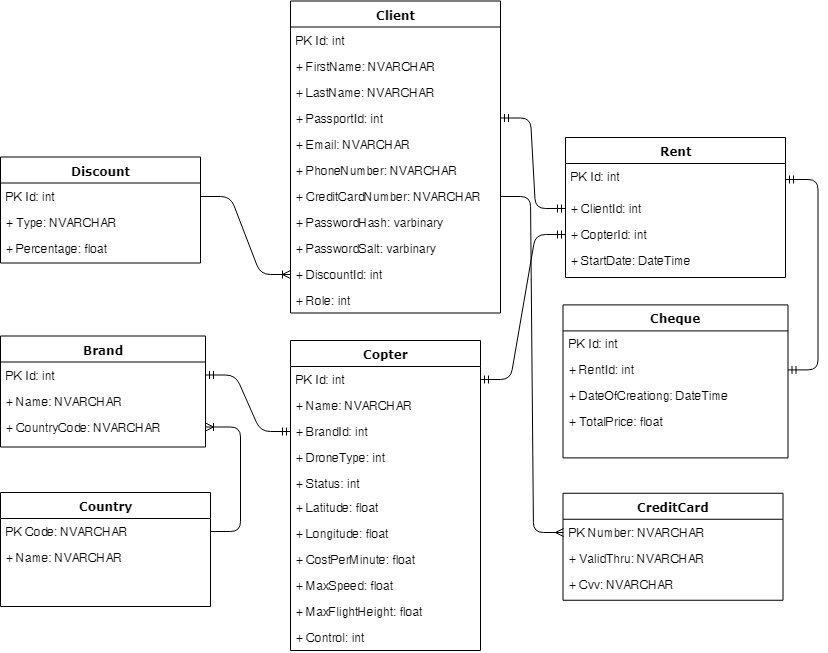 Client
PK Id: int
+ FirstName: NVARCHAR
+ LastName: NVARCHAR
+ PassportId: int
+ Email: NVARCHAR
+ PhoneNumber: NVARCHAR
+ CreditCardNumber: NVARCHAR
+ PasswordHash: varbinary
+ PasswordSalt: varbinary
+ DiscountId: int
+ Role: int
Discount
PK Id: int
+ Type: NVARCHAR
+ Percentage: float
Rent
PK Id: int
+ ClientId: int
+ CopterId: int
+ StartDate: DateTime
Brand
PK Id: int
+ Name: NVARCHAR
+ CountryCode: NVARCHAR
Copter
PK Id: int
+ Name: NVARCHAR
+ BrandId: int
+ DroneType: int
+ Status: int
+ Latitude: float
+ Longitude: float
+ CostPerMinute: float
+ MaxSpeed: float
+ MaxFlightHeight: float
+ Control: int
Cheque
PK Id: int
+ RentId: int
+ DateOfCreationg: DateTime
+ TotalPrice: float
Country
PK Code: NVARCHAR
+ Name: NVARCHAR
CreditCard
PK Number: NVARCHAR
+ ValidThru: NVARCHAR
+ Cvv: NVARCHAR